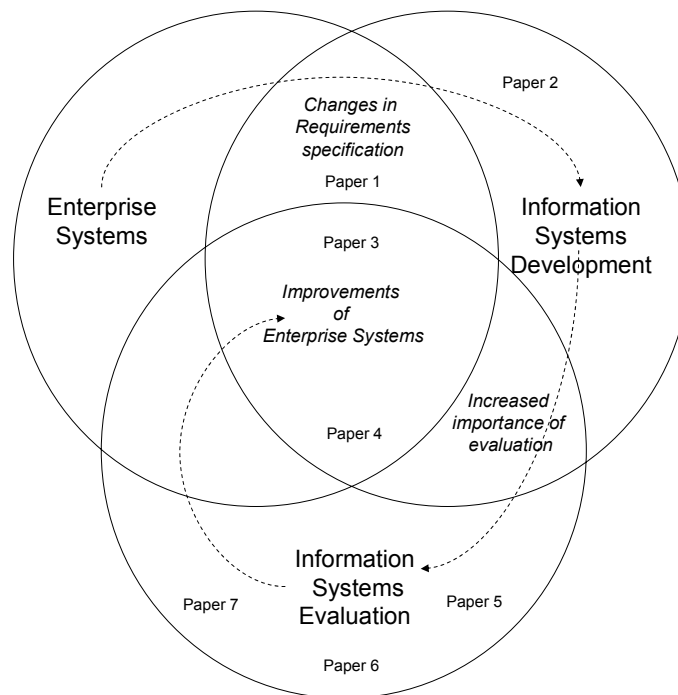 Paper 2
Changes in
Requirements
specification
Paper 1
Enterprise
Systems
Information
Systems
Development
Paper 3
Improvements
of
Enterprise Systems
Increased
importance of
evaluation
Paper 4
Information
Systems
Evaluation
Paper 7
Paper 5
Paper 6